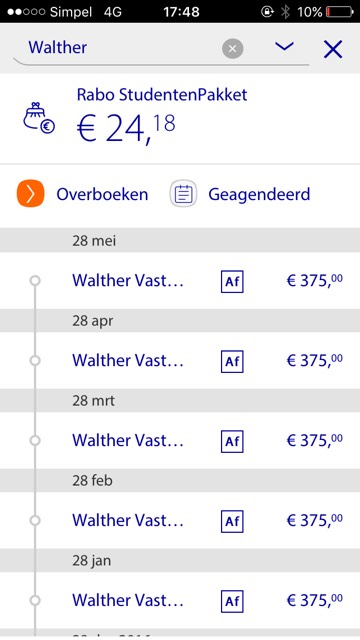 Simpel 4G 17:48 10%
Walther
Rabo StudentenPakket
€ 24,18
Overboeken Geagendeerd
28 mei
Walther Vast... Af € 375,00
28 apr
Walther Vast... Af € 375,00
28 mrt
Walther Vast... Af € 375,00
28 feb
Walther Vast... Af € 375,00
28 jan
Walther Vast... Af € 375,00